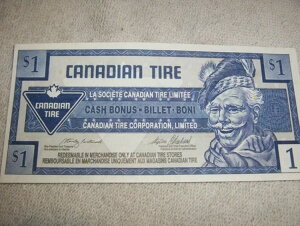 $1 CANADIAN TIRE $1
LA SOCIÉTÉ CANADIAN TIRE LIMITÉE
CANADIAN
TIRE
CASH BONUS • BILLET • BONI
CANADIAN TIRE CORPORATION, LIMITED
REDEEMABLE IN MERCHANDISE ONLY AT CANADIAN TIRE STORES
REMBOURSABLE EN MARCHANDISE UNIQUEMENT AUX MAGASINS CANADIAN TIRE
1 1